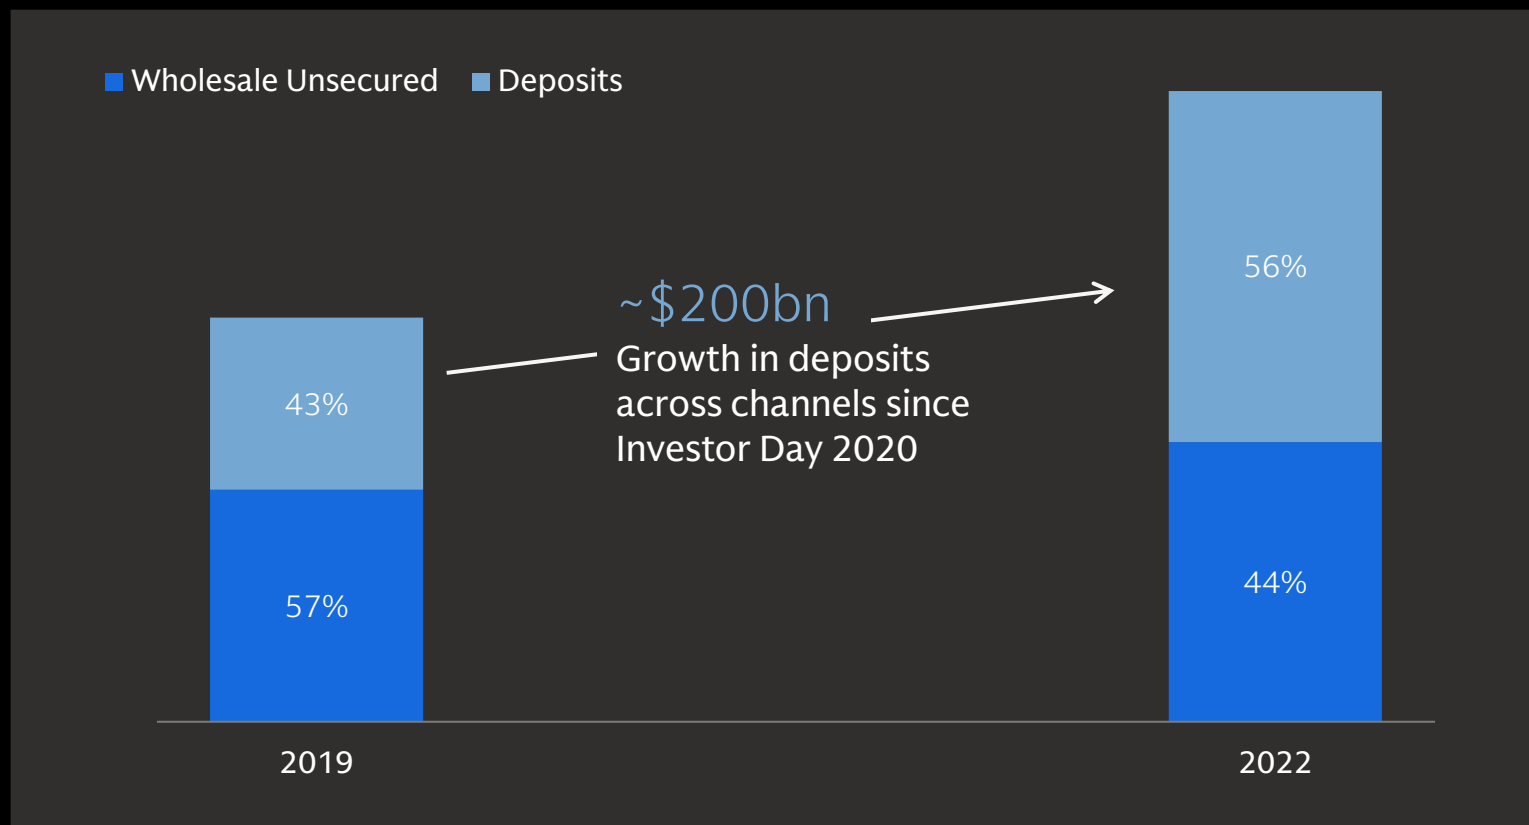 Wholesale Unsecured Deposits
56%
~$200bn
Growth in deposits
across channels since
Investor Day 2020
43%
44%
57%
2019 2022